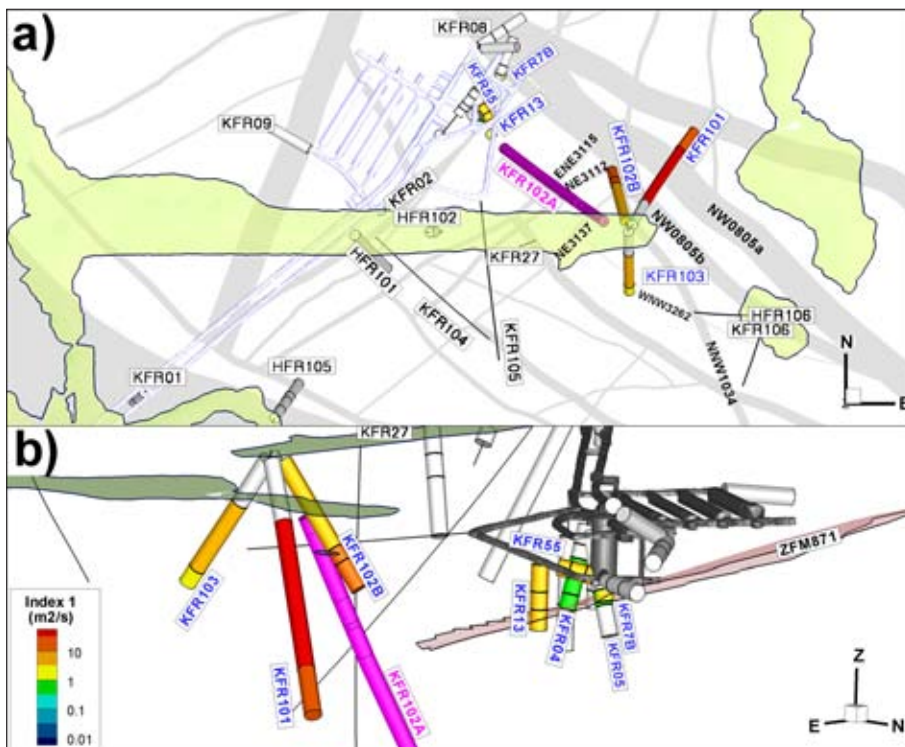 a)
KFR08
KFR7B
KFR55
KFR13
KFR09
KFR101
ENE3115
NE3112
KFR102B
KFR102A
KFR02
HFR102
NE3137
NW0805a
NW0805b
KFR27
KFR103
HFR101
WNW3262
HFR106
KFR106
KFR104
KFR105
NNW1034
KFR01
HFR105
N
E
b)
KFR27
ZFM871
KFR55
KFR103
KFR102B
KFR13
KFR04
KFR7B
KFR05
KFR101
KFR102A
Index 1
(m2/s)
10
1
0.1
0.01
Z
E
N